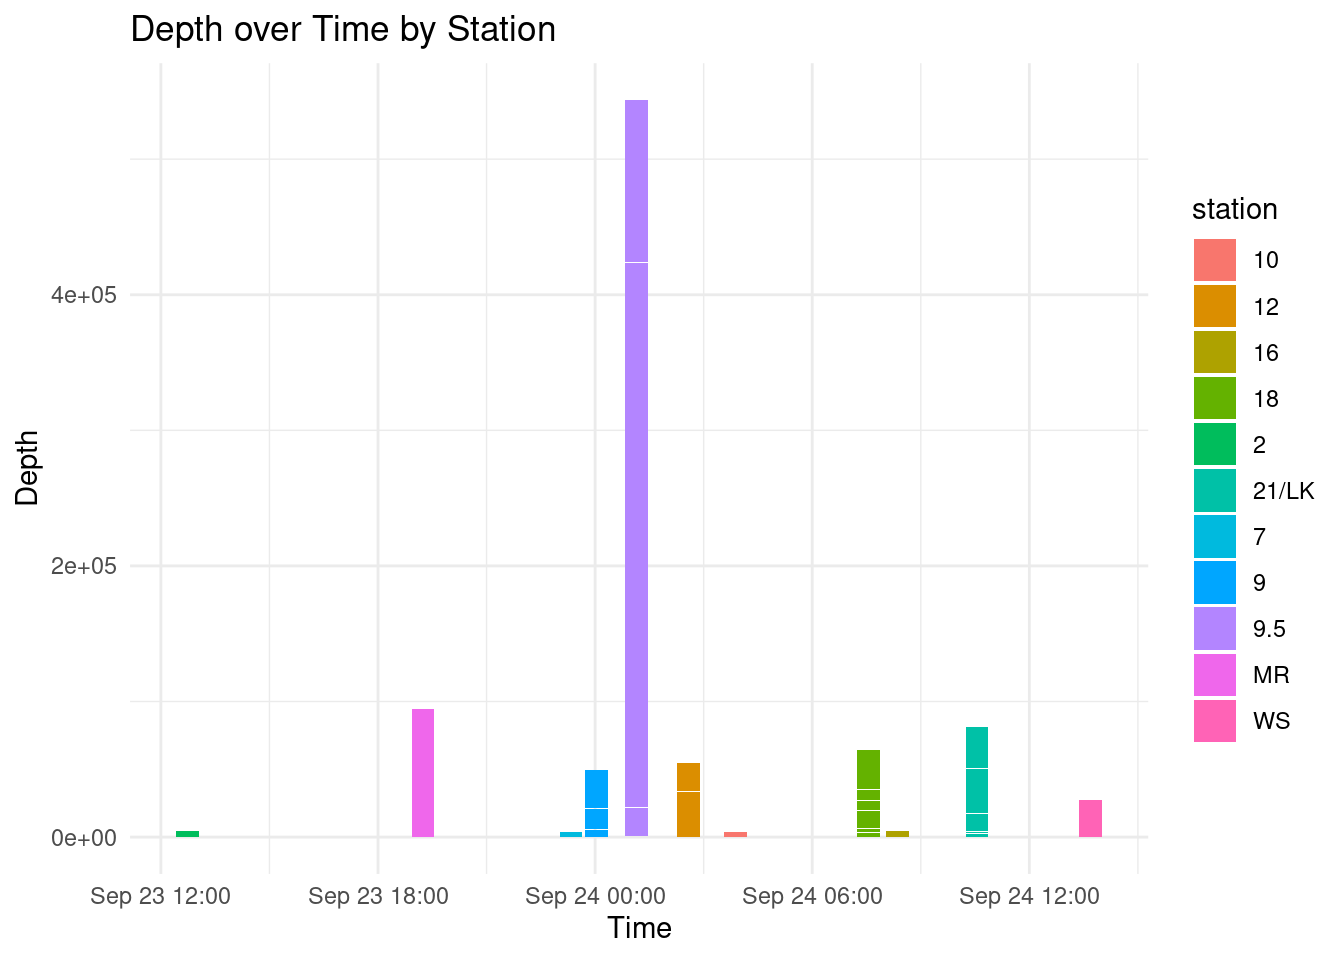 Depth over Time by Station
Depth
4e+05
2e+05
0e+00
Sep 23 12:00
Sep 23 18:00
Sep 24 00:00
Sep 24 06:00
Sep 24 12:00
Time
station
10
12
16
18
2
21/LK
7
9
9.5
MR
WS